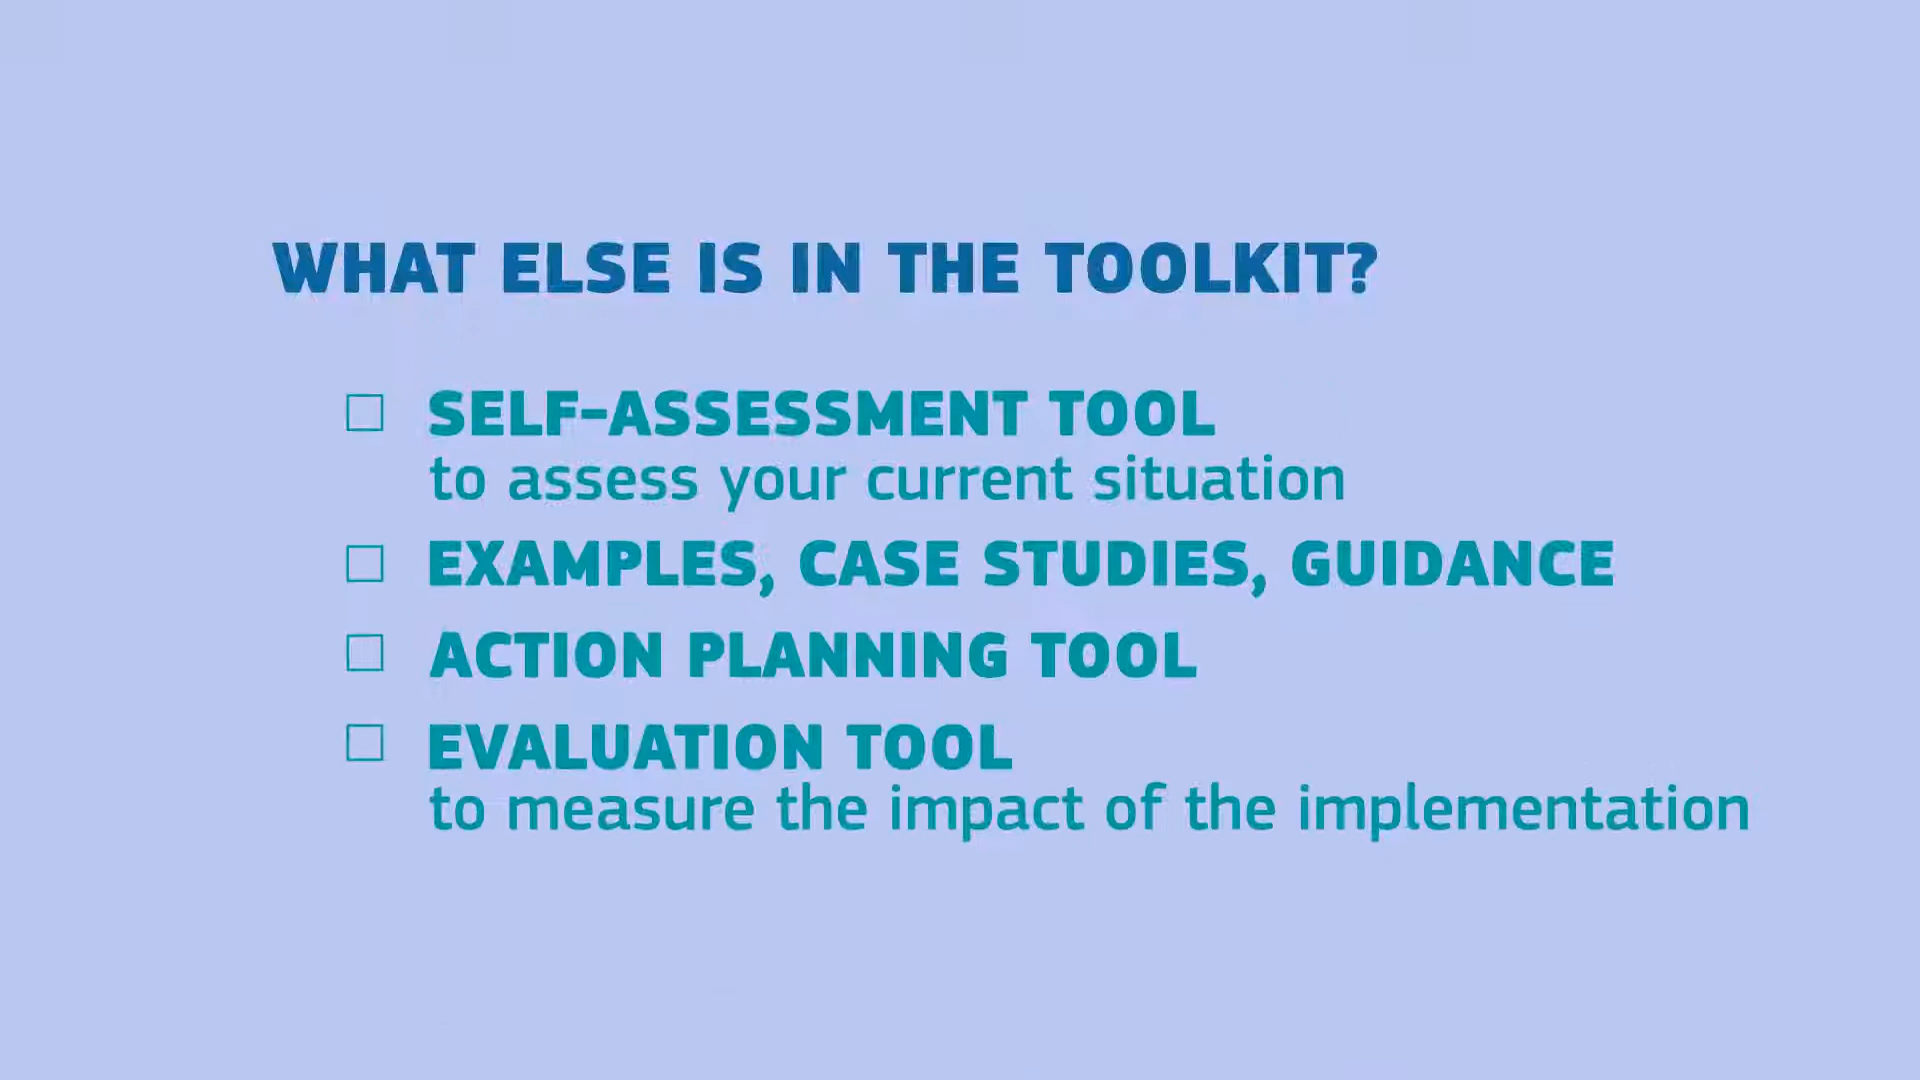 WHAT ELSE IS IN THE TOOLKIT?
SELF-ASSESSMENT TOOL
to assess your current situation
EXAMPLES, CASE STUDIES, GUIDANCE
ACTION PLANNING TOOL
EVALUATION TOOL
to measure the impact of the implementation